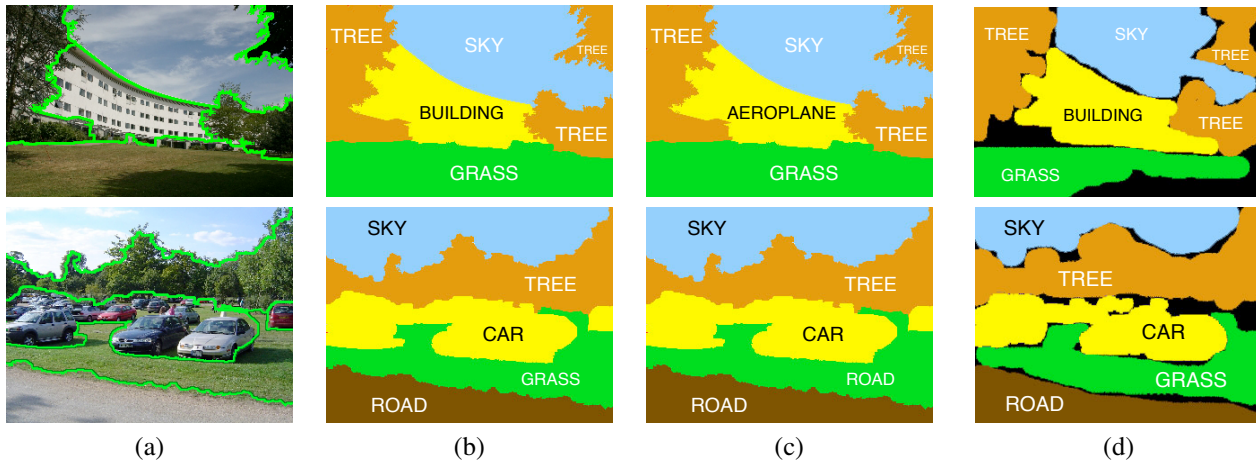 TREE SKY TREE
BUILDING TREE
GRASS
TREE SKY TREE
AEROPLANE TREE
GRASS
TREE SKY TREE
BUILDING TREE
GRASS
SKY
TREE
CAR
GRASS
ROAD
SKY
TREE
CAR
ROAD
ROAD
SKY
TREE
CAR
GRASS
ROAD
(a) (b) (c) (d)